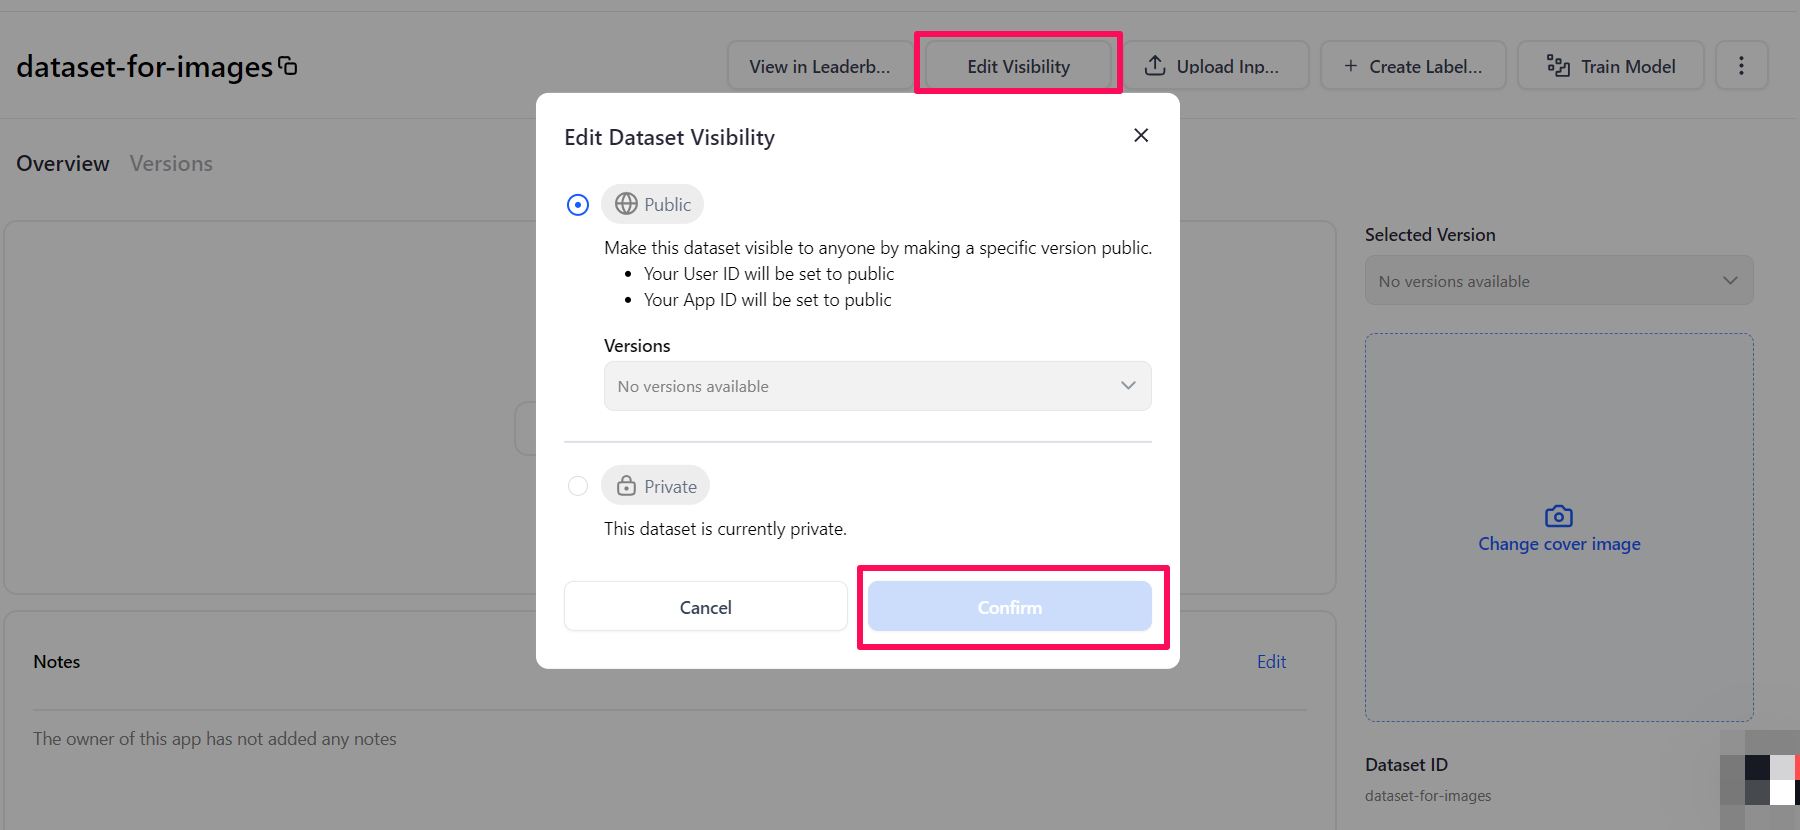 dataset-for-images
View in Leaderb...
Edit Visibility
Upload Inp...
+ Create Label...
Train Model
Overview
Versions
Edit Dataset Visibility
Public
Make this dataset visible to anyone by making a specific version public.
• Your User ID will be set to public
• Your App ID will be set to public
Versions
No versions available
Private
This dataset is currently private.
Cancel
Confirm
Selected Version
No versions available
Change cover image
Notes
Edit
The owner of this app has not added any notes
Dataset ID
dataset-for-images